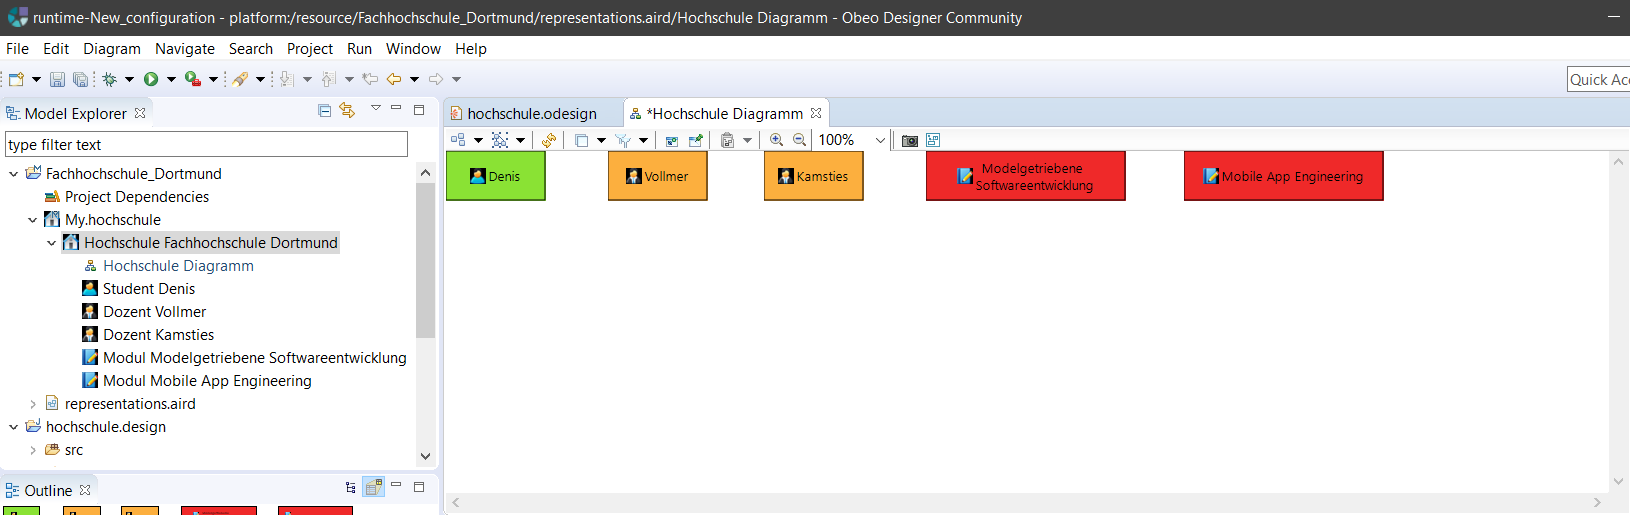 runtime-New_configuration - platform:/resource/Fachhochschule_Dortmund/representations.aird/Hochschule Diagramm - Obeo Designer Community
File Edit Diagram Navigate Search Project Run Window Help
Quick Acc
Model Explorer
type filter text
Fachhochschule_Dortmund
Project Dependencies
My.hochschule
Hochschule Fachhochschule Dortmund
Hochschule Diagramm
Student Denis
Dozent Vollmer
Dozent Kamsties
Modul Modelgetriebene Softwareentwicklung
Modul Mobile App Engineering
representations.aird
hochschule.design
src
Outline
hochschule.odesign
*Hochschule Diagramm
100%
Denis
Vollmer
Kamsties
Modelgetriebene
Softwareentwicklung
Mobile App Engineering